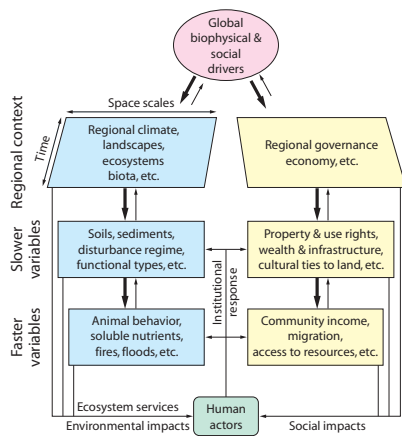 Global
biophysical &
social
drivers
Space scales
Time
Regional context
Regional climate,
landscapes,
ecosystems
biota, etc.
Regional governance
economy, etc.
Slower
variables
Soils, sediments,
disturbance regime,
functional types, etc.
Property & use rights,
wealth & infrastructure,
cultural ties to land, etc.
Institutional
response
Faster
variables
Animal behavior,
soluble nutrients,
fires, floods, etc.
Community income,
migration,
access to resources, etc.
Ecosystem services
Environmental impacts
Human
actors
Social impacts